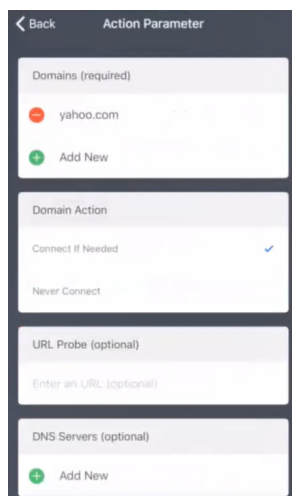 Back Action Parameter
Domains (required)
yahoo.com
Add New
Domain Action
Connect If Needed
Never Connect
URL Probe (optional)
Enter an URL (optional)
DNS Servers (optional)
Add New